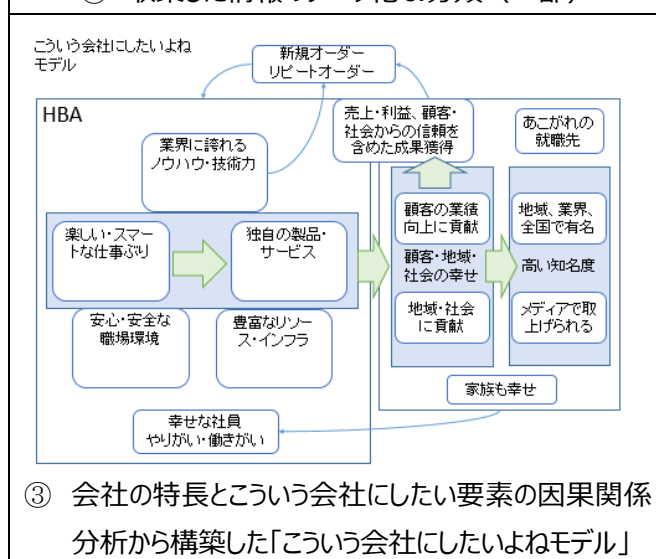 こういう会社にしたいよね
モデル
新規オーダー
リピートオーダー
HBA
業界に誇れる
ノウハウ・技術力
売上・利益、顧客・
社会からの信頼を
含めた成果獲得
あこがれの
就職先
楽しい・スマー
トな仕事ぶり
独自の製品・
サービス
顧客の業績
向上に貢献
地域、業界、
全国で有名
顧客・地域・
社会の幸せ
高い知名度
安心・安全な
職場環境
豊富なリソー
ス・インフラ
地域・社会
に貢献
メディアで取
上げられる
家族も幸せ
幸せな社員
やりがい・働きがい
③ 会社の特長とこういう会社にしたい要素の因果関係
分析から構築した「こういう会社にしたいよねモデル」